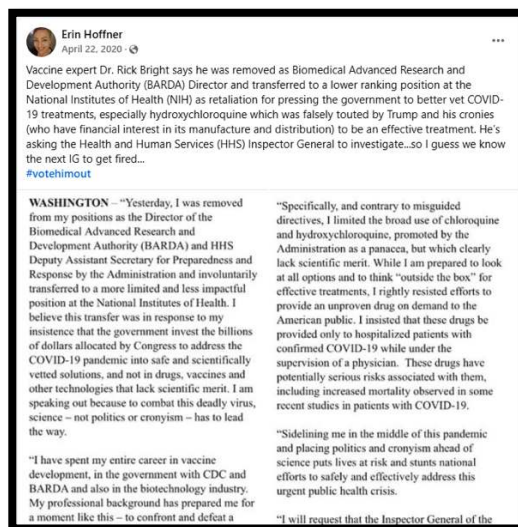 Erin Hoffner
April 22, 2020 ·
Vaccine expert Dr. Rick Bright says he was removed as Biomedical Advanced Research and
Development Authority (BARDA) Director and transferred to a lower ranking position at the
National Institutes of Health (NIH) as retaliation for pressing the government to better vet COVID-
19 treatments, especially hydroxychloroquine which was falsely touted by Trump and his cronies
(who have financial interest in its manufacture and distribution) to be an effective treatment. He's
asking the Health and Human Services (HHS) Inspector General to investigate...so I guess we know
the next IG to get fired...
#votehimout
WASHINGTON – “Yesterday, I was removed
from my positions as the Director of the
Biomedical Advanced Research and
Development Authority (BARDA) and HHS
Deputy Assistant Secretary for Preparedness and
Response by the Administration and involuntarily
transferred to a more limited and less impactful
position at the National Institutes of Health. I
believe this transfer was in response to my
insistence that the government invest the billions
of dollars allocated by Congress to address the
COVID-19 pandemic into safe and scientifically
vetted solutions, and not in drugs, vaccines and
other technologies that lack scientific merit. I am
speaking out because to combat this deadly virus,
science – not politics or cronyism – has to lead
the way.
“I have spent my entire career in vaccine
development, in the government with CDC and
BARDA and also in the biotechnology industry.
My professional background has prepared me for
a moment like this – to confront and defeat a
“Specifically, and contrary to misguided
directives, I limited the broad use of chloroquine
and hydroxychloroquine, promoted by the
Administration as a panacea, but which clearly
lack scientific merit. While I am prepared to look
at all options and to think “outside the box” for
effective treatments, I rightly resisted efforts to
provide an unproven drug on demand to the
American public. I insisted that these drugs be
provided only to hospitalized patients with
confirmed COVID-19 while under the
supervision of a physician. These drugs have
potentially serious risks associated with them,
including increased mortality observed in some
recent studies in patients with COVID-19.
“Sidelining me in the middle of this pandemic
and placing politics and cronyism ahead of
science puts lives at risk and stunts national
efforts to safely and effectively address this
urgent public health crisis.
“I will request that the Inspector General of the